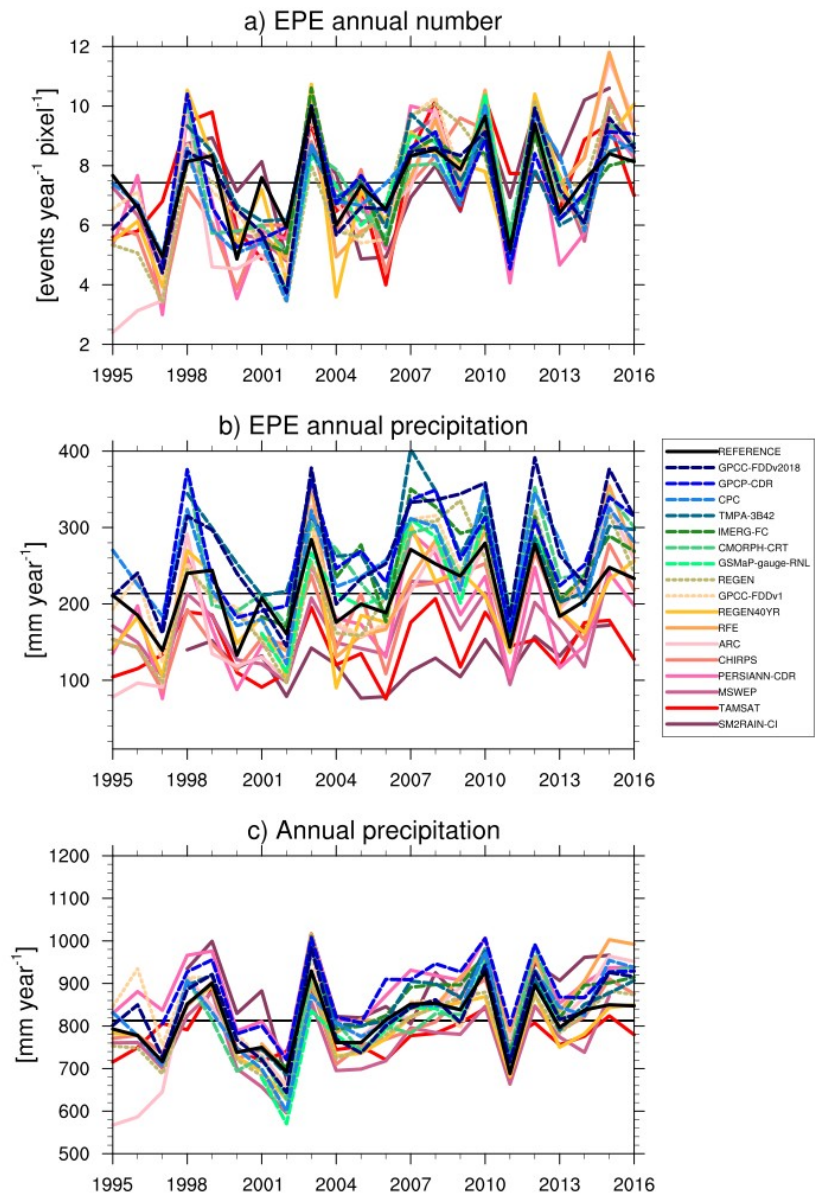 a) EPE annual number
[events year⁻¹ pixel⁻¹]
12
10
8
6
4
2
1995 1998 2001 2004 2007 2010 2013 2016
b) EPE annual precipitation
[mm year⁻¹]
400
300
200
100
1995 1998 2001 2004 2007 2010 2013 2016
REFERENCE
GPCC-FDDv2018
GPCP-CDR
CPC
TMPA-3B42
IMERG-FC
CMORPH-CRT
GSMaP-gauge-RNL
REGEN
GPCC-FDDv1
REGEN40YR
RFE
ARC
CHIRPS
PERSIANN-CDR
MSWEP
TAMSAT
SM2RAIN-CI
c) Annual precipitation
[mm year⁻¹]
1200
1100
1000
900
800
700
600
500
1995 1998 2001 2004 2007 2010 2013 2016